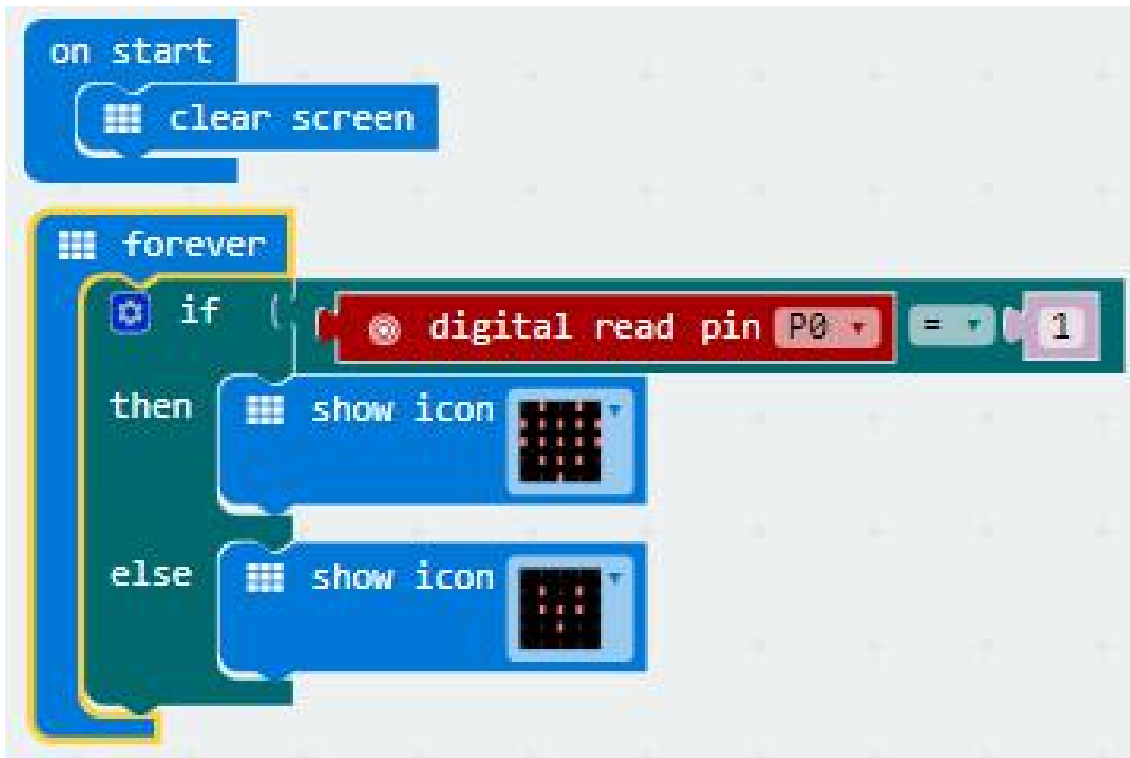 on start
clear screen
forever
if digital read pin P0 = 1
then show icon
else show icon